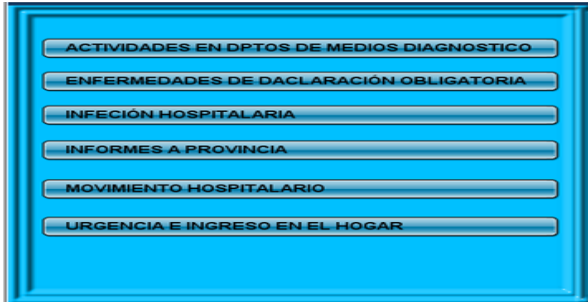 ACTIVIDADES EN DPTOS DE MEDIOS DIAGNOSTICO
ENFERMEDADES DE DACLARACIÓN OBLIGATORIA
INFECIÓN HOSPITALARIA
INFORMES A PROVINCIA
MOVIMIENTO HOSPITALARIO
URGENCIA E INGRESO EN EL HOGAR